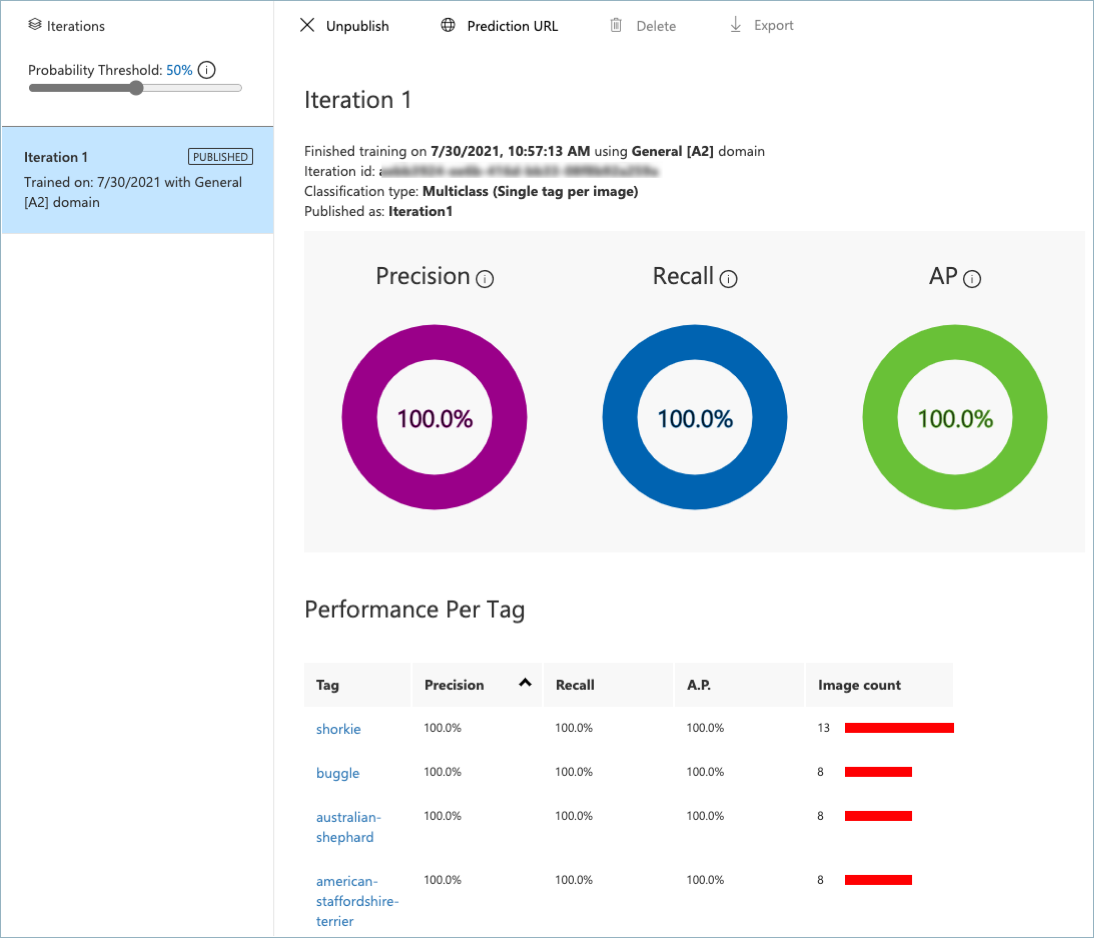 Iterations
Probability Threshold: 50%
Iteration 1
PUBLISHED
Trained on: 7/30/2021 with General
[A2] domain
Unpublish
Prediction URL
Delete
Export
Iteration 1
Finished training on 7/30/2021, 10:57:13 AM using General [A2] domain
Iteration id:
Classification type: Multiclass (Single tag per image)
Published as: Iteration1
Precision
Recall
AP
100.0%
100.0%
100.0%
Performance Per Tag
Tag Precision Recall A.P. Image count
shorkie 100.0% 100.0% 100.0% 13
buggle 100.0% 100.0% 100.0% 8
australian- 100.0% 100.0% 100.0% 8
shephard
american- 100.0% 100.0% 100.0% 8
staffordshire-
terrier